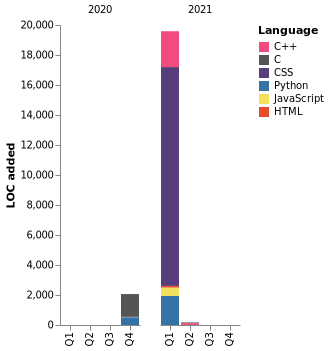 2020 2021
Language
C++
C
CSS
Python
JavaScript
HTML
LOC added
20,000
18,000
16,000
14,000
12,000
10,000
8,000
6,000
4,000
2,000
0
Q1 Q2 Q3 Q4 Q1 Q2 Q3 Q4